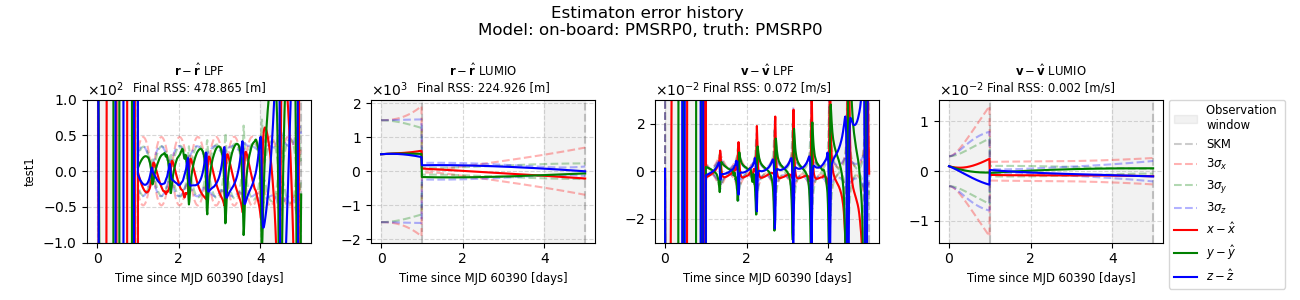 Estimaton error history
Model: on-board: PMSRP0, truth: PMSRP0
r − r̂ LPF
×10² Final RSS: 478.865 [m]
1.0
0.5
0.0
−0.5
−1.0
test1
0 2 4
Time since MJD 60390 [days]
r − r̂ LUMIO
×10³ Final RSS: 224.926 [m]
2
1
0
−1
−2
0 2 4
Time since MJD 60390 [days]
v − v̂ LPF
×10⁻² Final RSS: 0.072 [m/s]
2
0
−2
0 2 4
Time since MJD 60390 [days]
v − v̂ LUMIO
×10⁻² Final RSS: 0.002 [m/s]
1
0
−1
0 2 4
Time since MJD 60390 [days]
Observation
window
SKM
3σₓ
3σᵧ
3σ_z
x − x̂
y − ŷ
z − ẑ